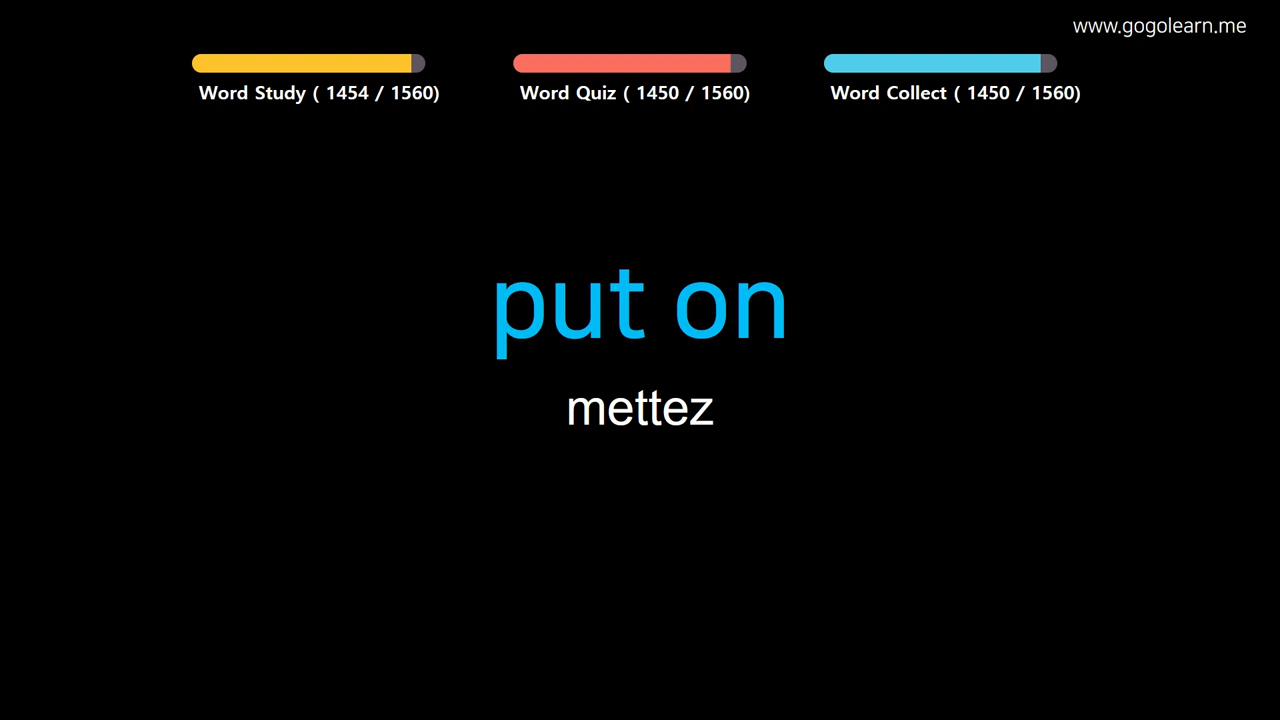 www.gogolearn.me
Word Study ( 1454 / 1560)
Word Quiz ( 1450 / 1560)
Word Collect ( 1450 / 1560)
put on
mettez